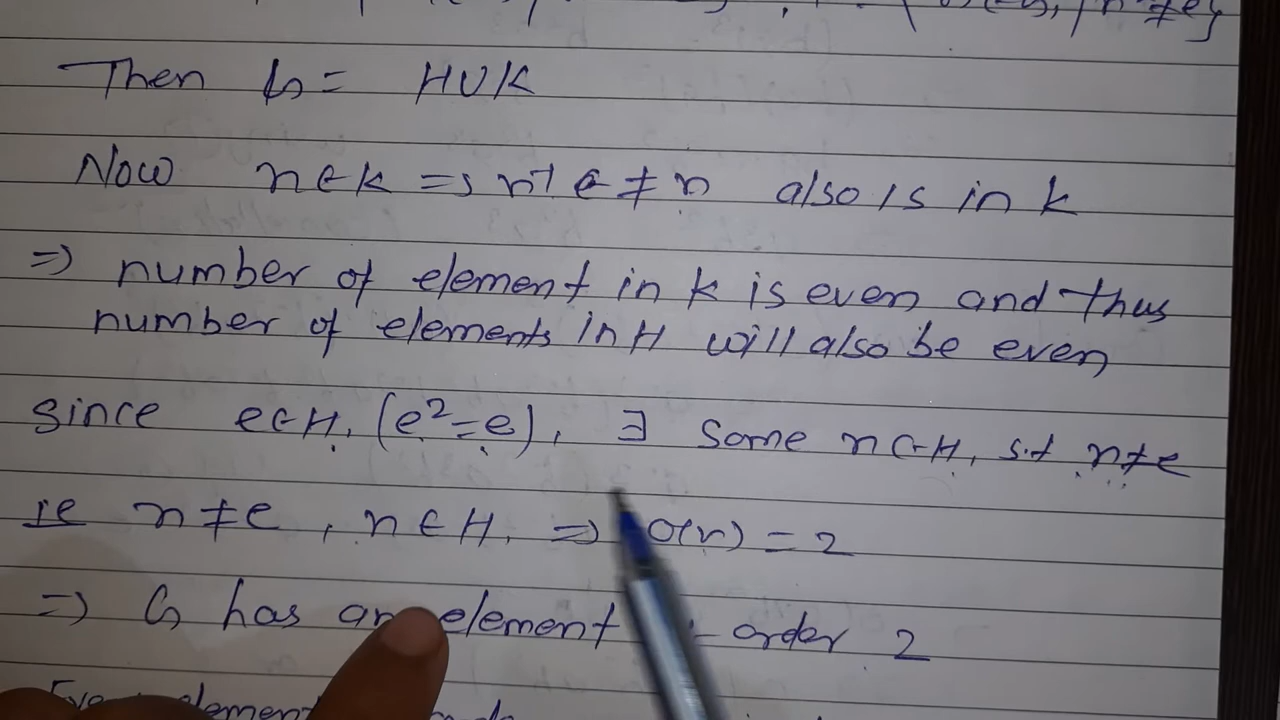 Then G = H∪K
Now n∈K => n⁻¹ ≠ n also is in k
=> number of element in k is even and thus
number of elements in H will also be even
since e∈H, (e²=e), ∃ some n∈H, s.t n≠e
ie n≠e, n∈H, => O(n) = 2
=> G has an element order 2